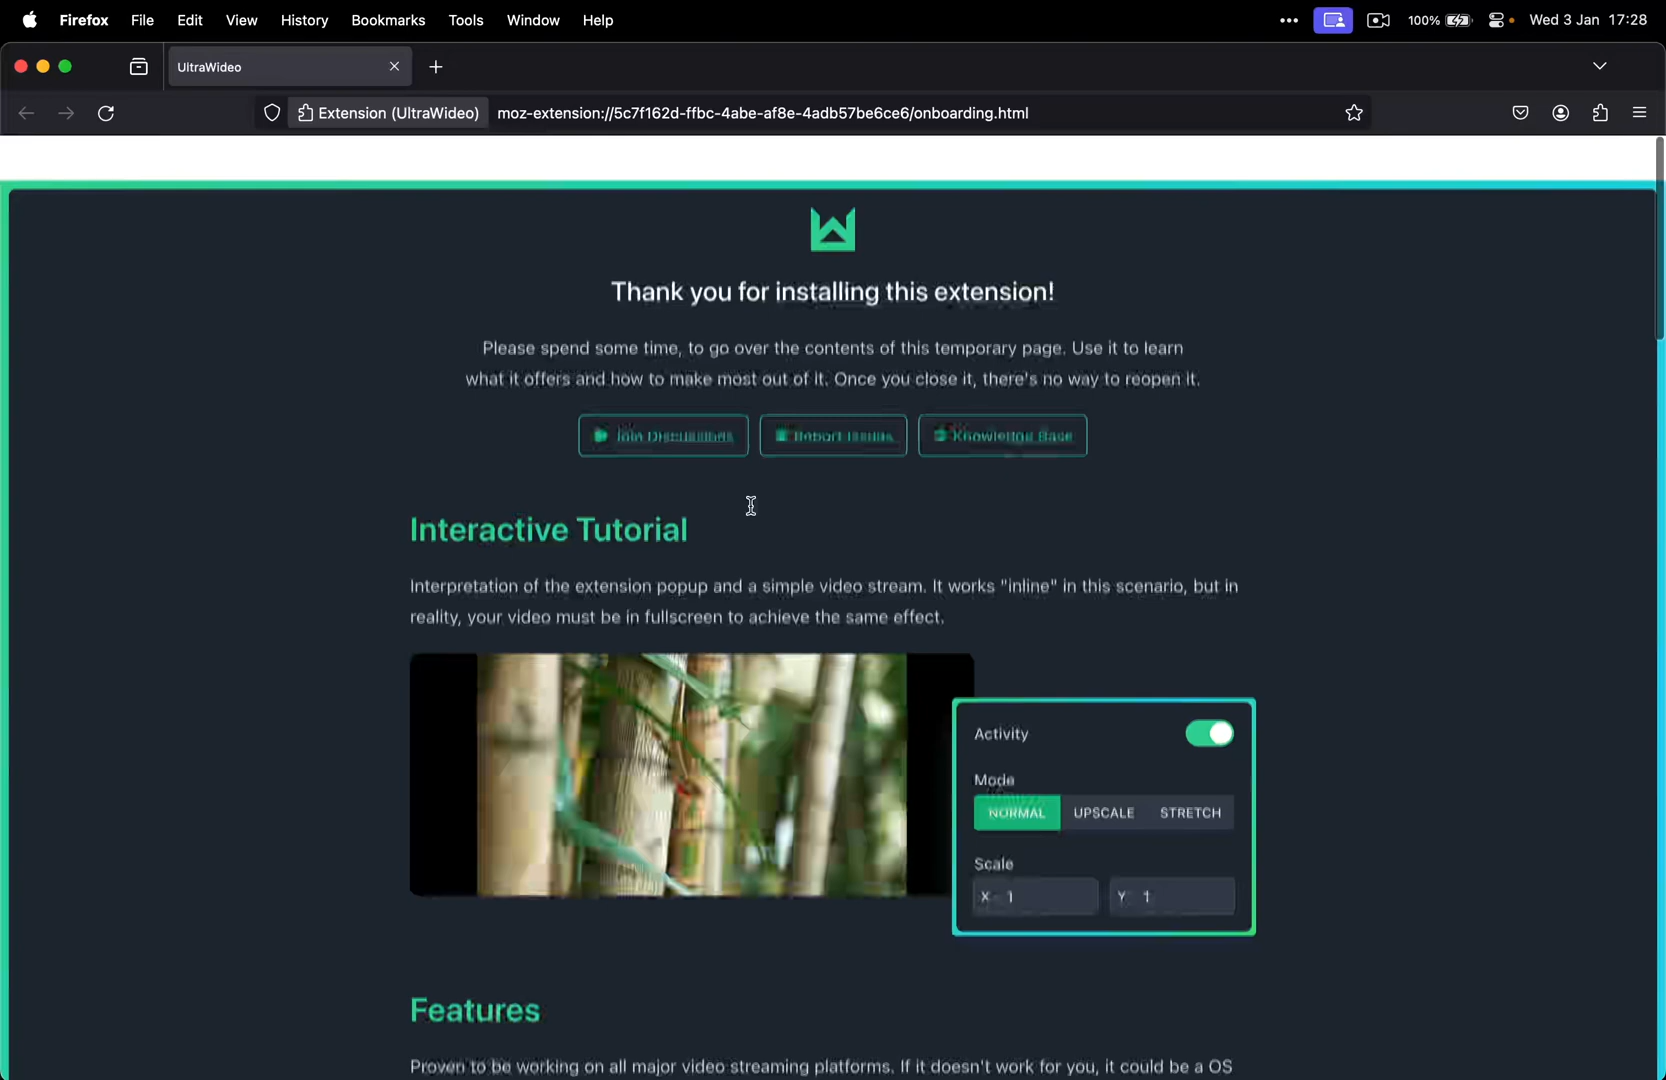 Firefox File Edit View History Bookmarks Tools Window Help 100% Wed 3 Jan 17:28
UltraWideo
Extension (UltraWideo) moz-extension://5c7f162d-ffbc-4abe-af8e-4adb57be6ce6/onboarding.html
Thank you for installing this extension!
Please spend some time, to go over the contents of this temporary page. Use it to learn
what it offers and how to make most out of it. Once you close it, there's no way to reopen it.
Join Discussions Report Issues Knowledge Base
Interactive Tutorial
Interpretation of the extension popup and a simple video stream. It works "inline" in this scenario, but in
reality, your video must be in fullscreen to achieve the same effect.
Activity
Mode
NORMAL UPSCALE STRETCH
Scale
X 1 Y 1
Features
Proven to be working on all major video streaming platforms. If it doesn't work for you, it could be a OS